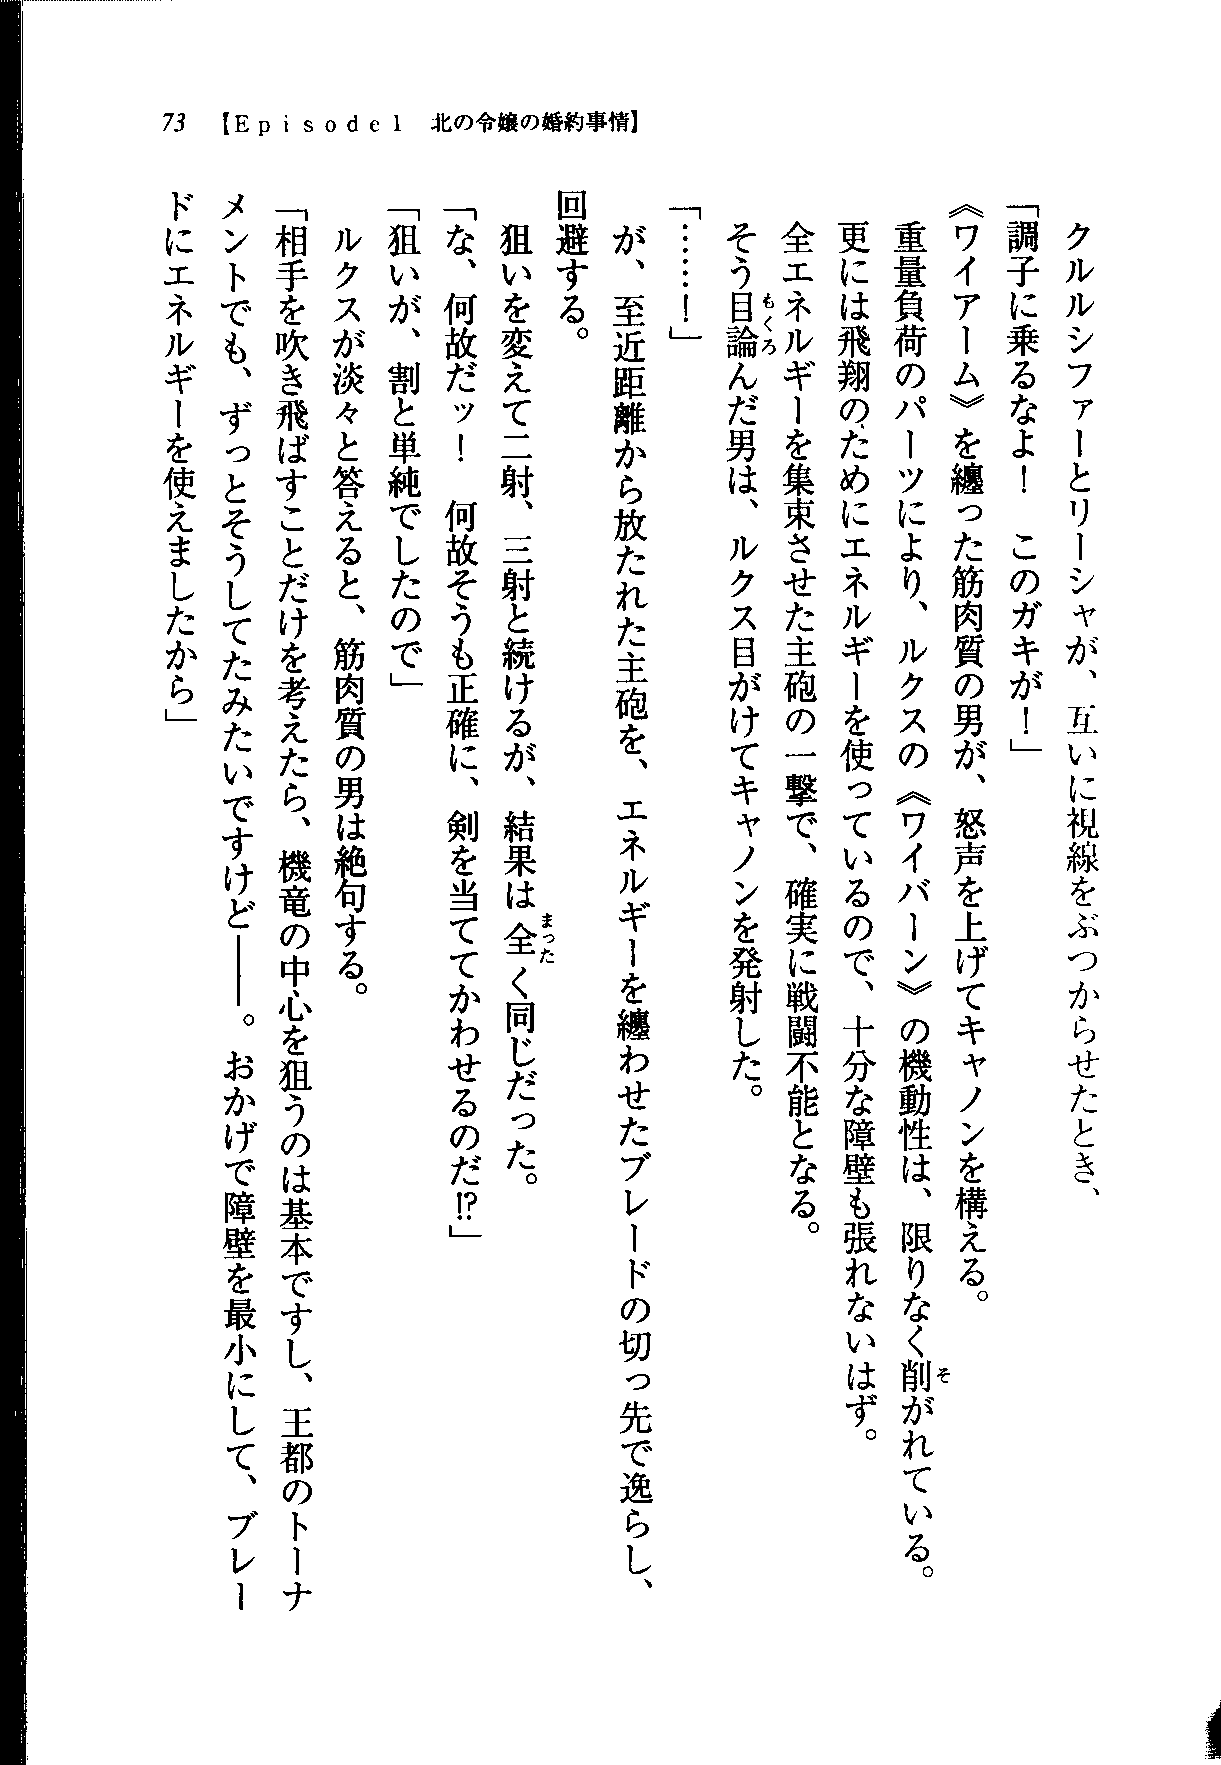 73 【Episode1 北の令嬢の婚約事情】
クルルシファーとリーシャが、互いに視線をぶつからせたとき、
「調子に乗るなよ！ このガキが！」
《ワイアーム》を纏った筋肉質の男が、怒声を上げてキャノンを構える。
重量負荷のパーツにより、ルクスの《ワイバーン》の機動性は、限りなく削がれている。
更には飛翔のためにエネルギーを使っているので、十分な障壁も張れないはず。
全エネルギーを集束させた主砲の一撃で、確実に戦闘不能となる。
そう目論んだ男は、ルクス目がけてキャノンを発射した。
「……！」
が、至近距離から放たれた主砲を、エネルギーを纏わせたブレードの切っ先で逸らし、
回避する。
狙いを変えて二射、三射と続けるが、結果は全く同じだった。
「な、何故だッ！ 何故そうも正確に、剣を当ててかわせるのだ!?」
「狙いが、割と単純でしたので」
ルクスが淡々と答えると、筋肉質の男は絶句する。
「相手を吹き飛ばすことだけを考えたら、機竜の中心を狙うのは基本ですし、王都のトーナ
メントでも、ずっとそうしてたみたいですけど――。おかげで障壁を最小にして、ブレー
ドにエネルギーを使えましたから」